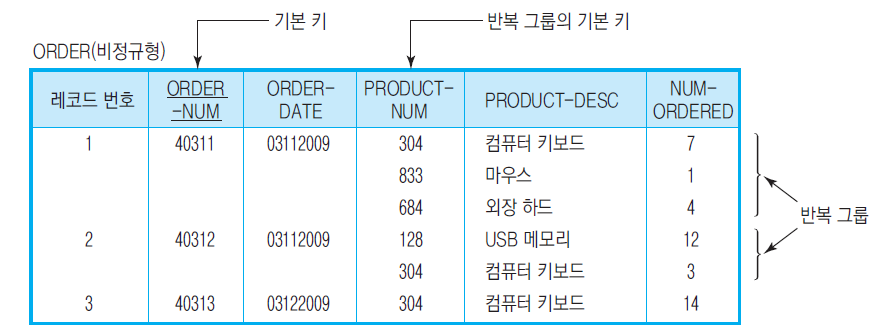 기본 키
반복 그룹의 기본 키
ORDER(비정규형)
레코드 번호 ORDER-NUM ORDER-DATE PRODUCT-NUM PRODUCT-DESC NUM-ORDERED
1 40311 03112009 304 컴퓨터 키보드 7
833 마우스 1
684 외장 하드 4
반복 그룹
2 40312 03112009 128 USB 메모리 12
304 컴퓨터 키보드 3
3 40313 03122009 304 컴퓨터 키보드 14